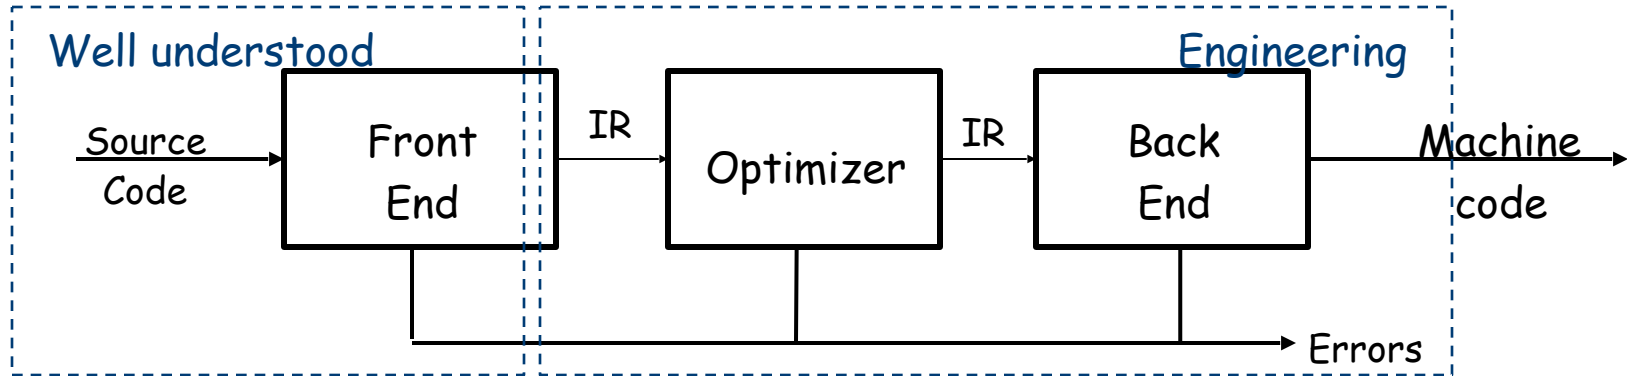 Well understood
Engineering
Source
Code
Front
End
IR
Optimizer
IR
Back
End
Machine
code
Errors